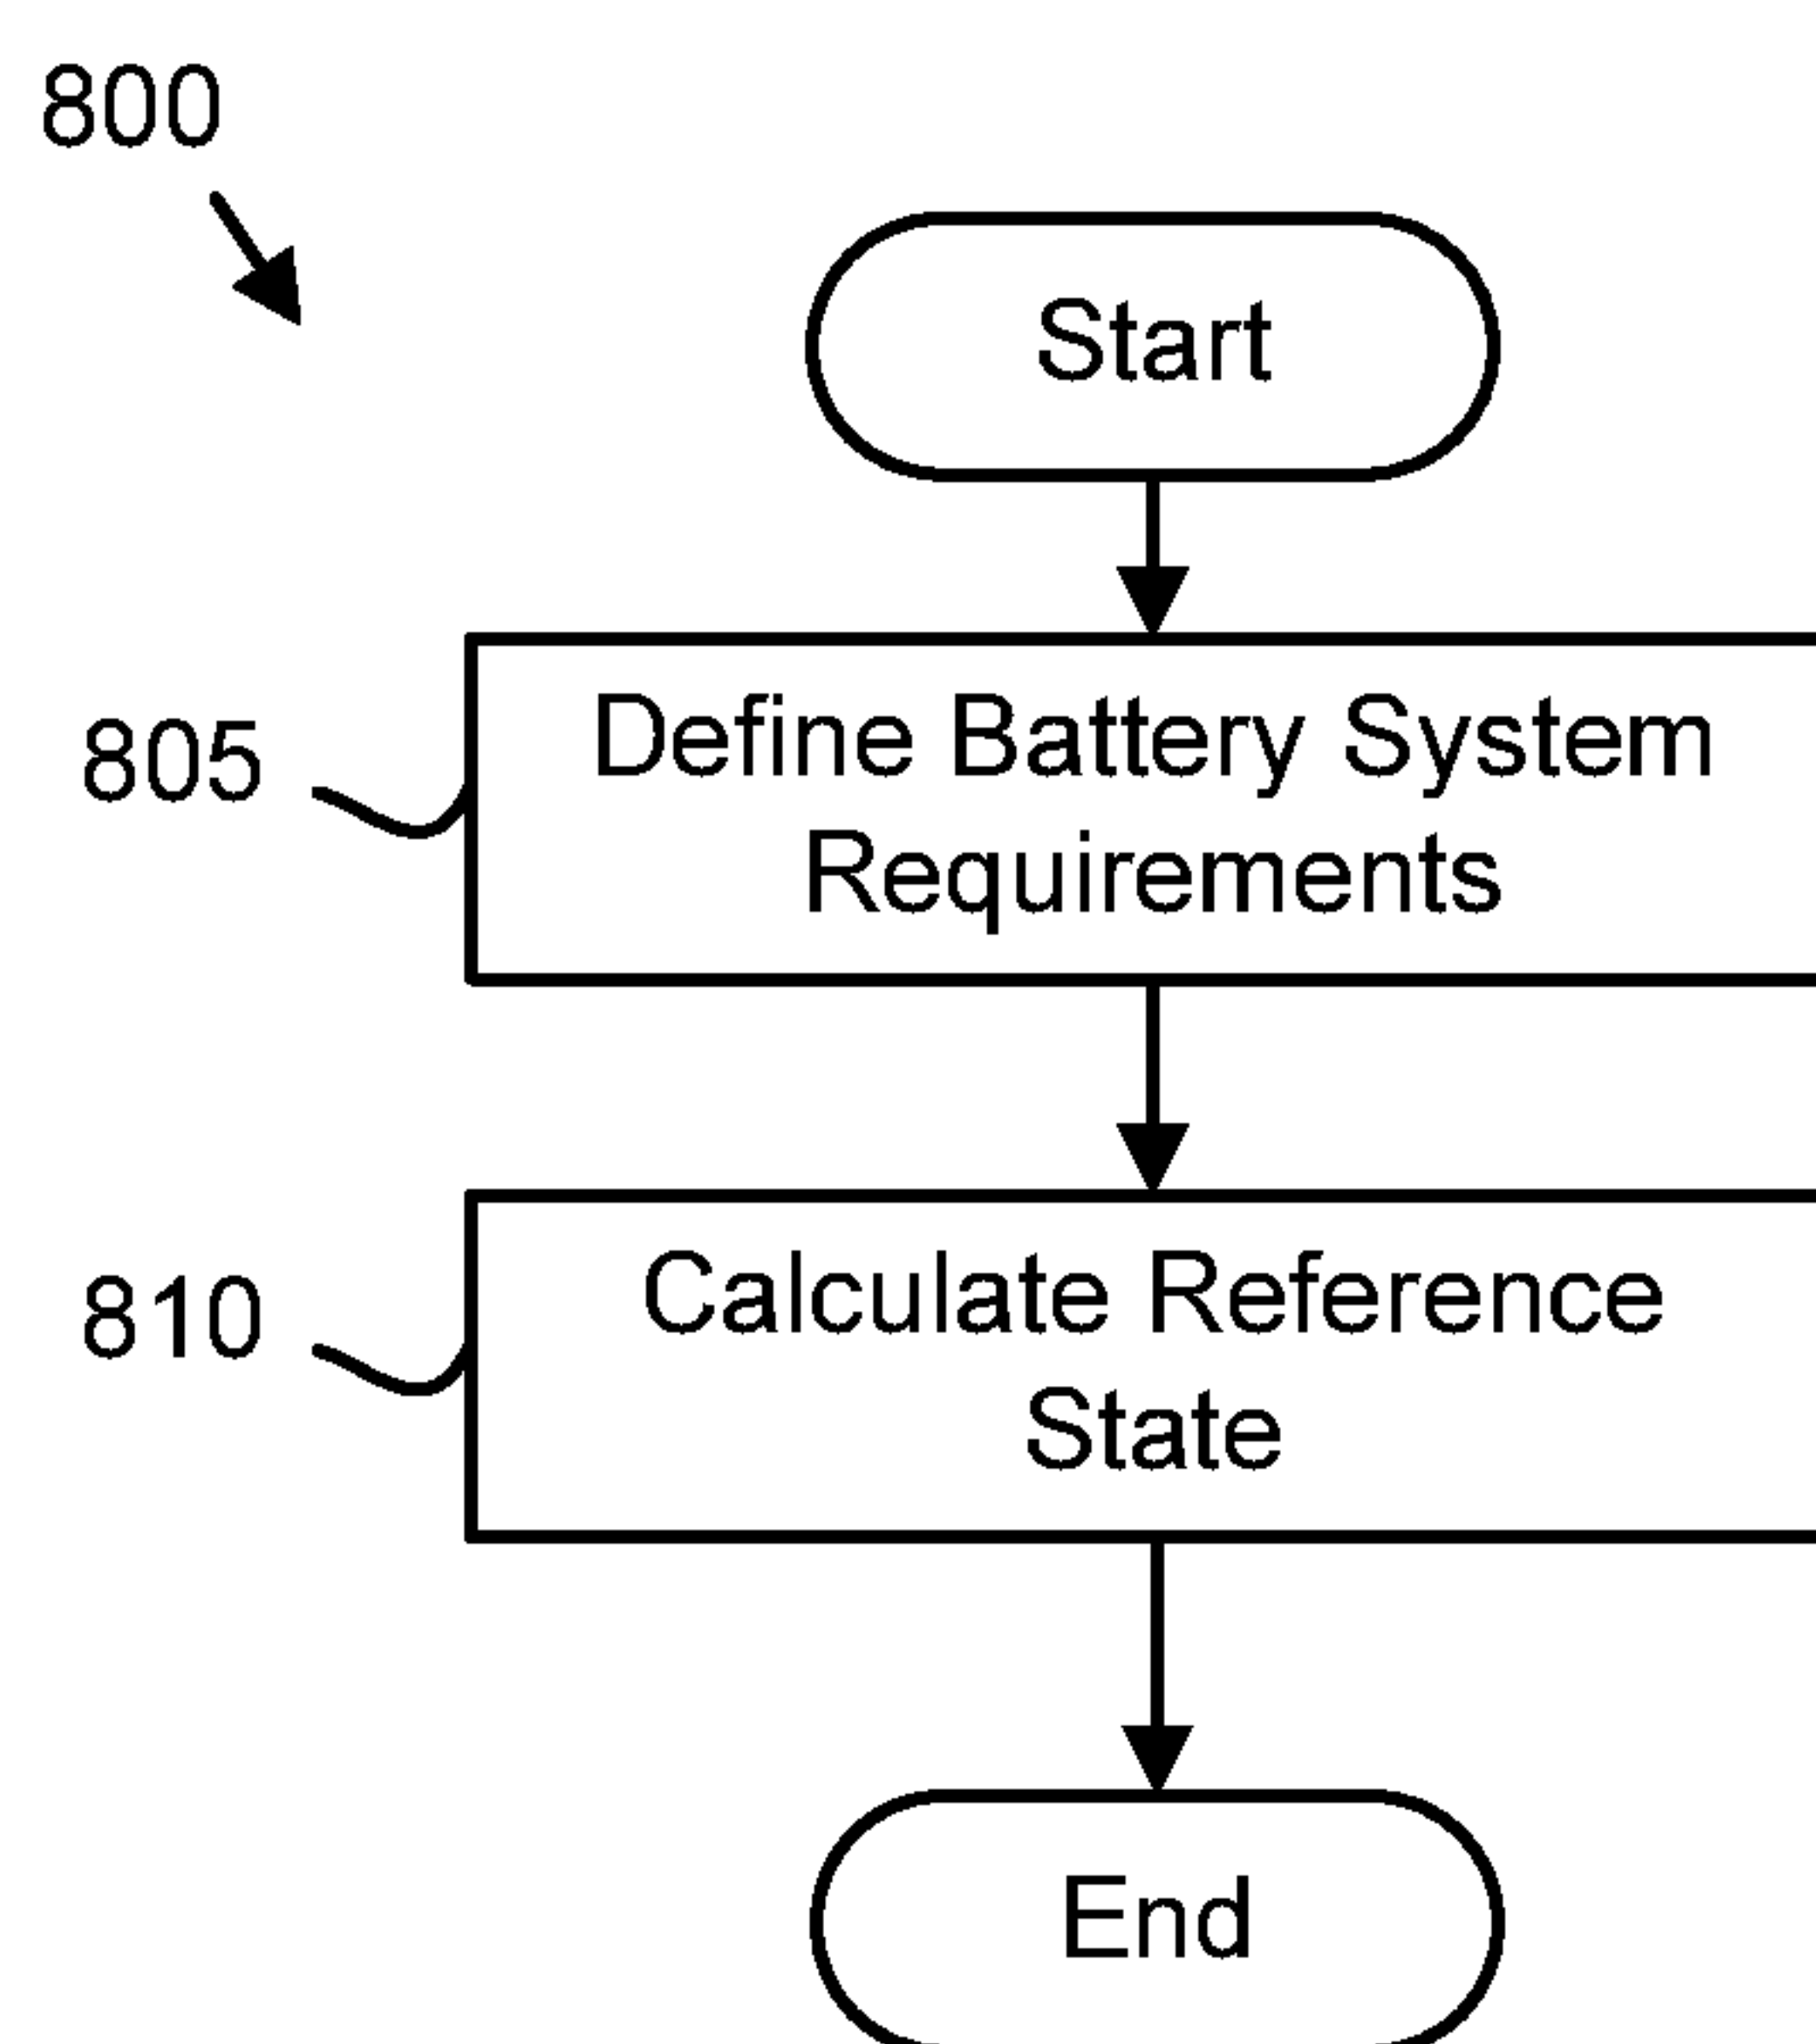 800
Start
805
Define Battery System
Requirements
810
Calculate Reference
State
End